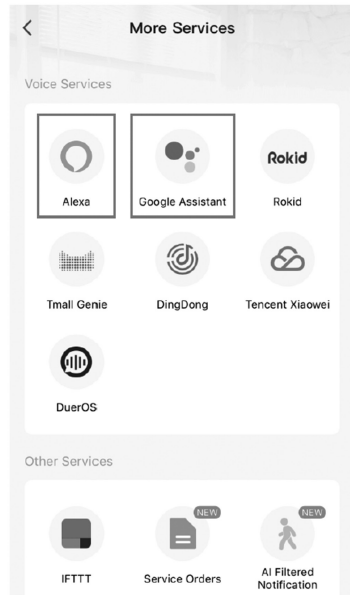 More Services
Voice Services
Alexa
Google Assistant
Rokid
Rokid
Tmall Genie
DingDong
Tencent Xiaowei
DuerOS
Other Services
NEW
NEW
IFTTT
Service Orders
AI Filtered
Notification